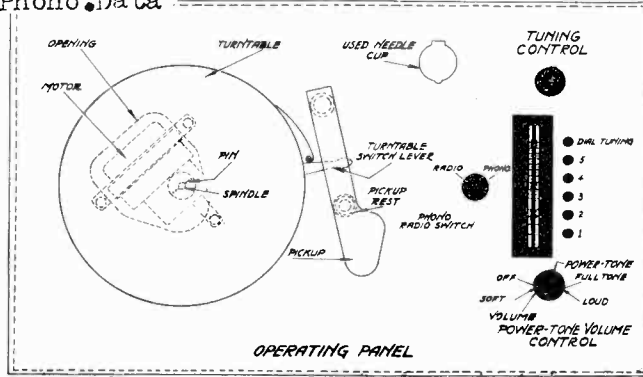 Phono.Data
OPENING
TURNTABLE
USED NEEDLE
CUP
TUNING
CONTROL
MOTOR
PIN
SPINDLE
TURNTABLE
SWITCH LEVER
RADIO
PHONO
DIAL TUNING
5
4
3
2
1
PICKUP
REST
PHONO
RADIO SWITCH
PICKUP
POWER-TONE
OFF
FULL TONE
SOFT
LOUD
VOLUME
POWER-TONE VOLUME
CONTROL
OPERATING PANEL